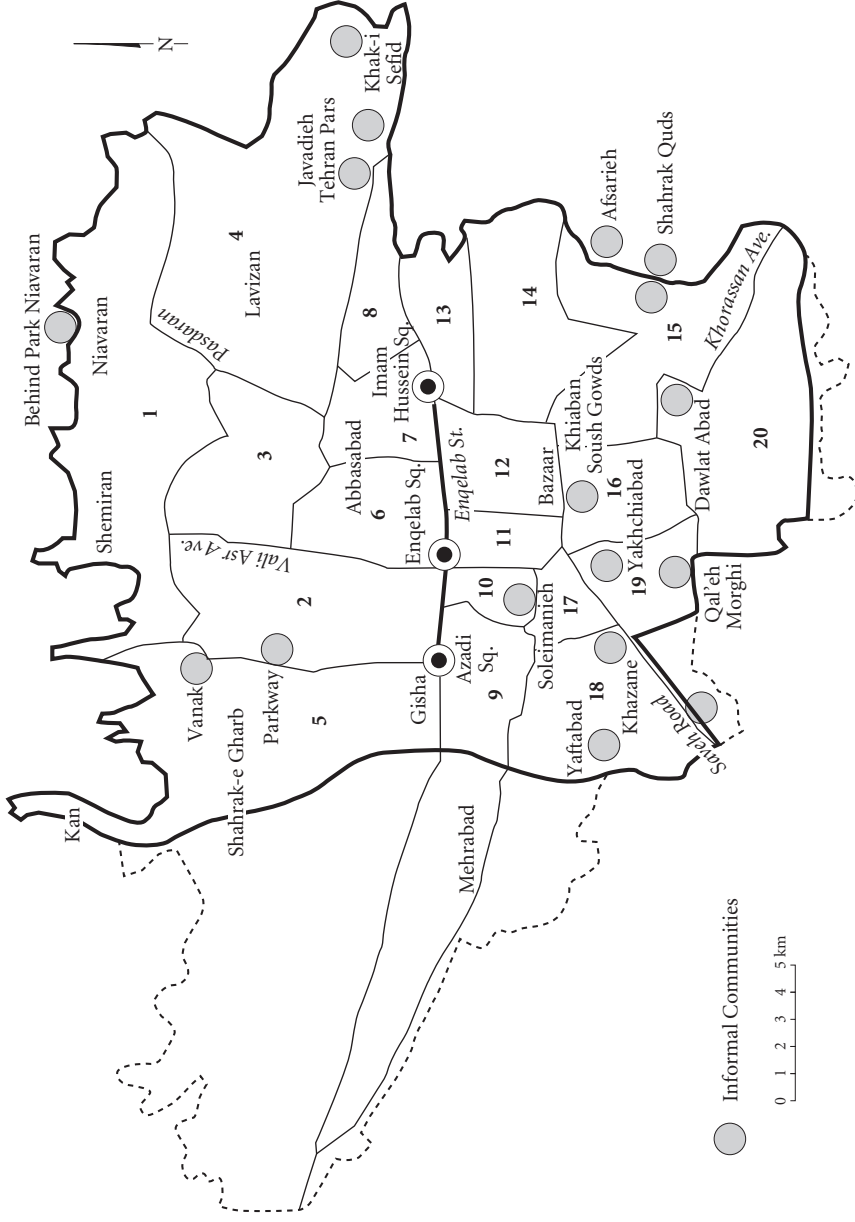 N
Behind Park Niavaran
Niavaran
Shemiran
Kan
1
Pasdaran
4
Lavizan
Javadieh
Tehran Pars
Khak-i
Sefid
3
Vali Asr Ave.
2
Vanak
Parkway
Shahrak-e Gharb
5
8
Abbasabad
6
7
Imam
Hussein Sq.
13
14
Enqelab Sq.
Enqelab St.
Gisha
Azadi
Sq.
9
10
11
12
Bazaar
Mehrabad
Soleimanieh
17
Khiaban
Soush Gowds
16
15
Afsarieh
Shahrak Quds
Khorassan Ave.
Yaftabad
18
Khazane
19
Yakhchiabad
Dawlat Abad
20
Qal'eh
Morghi
Saveh Road
Informal Communities
0 1 2 3 4 5 km